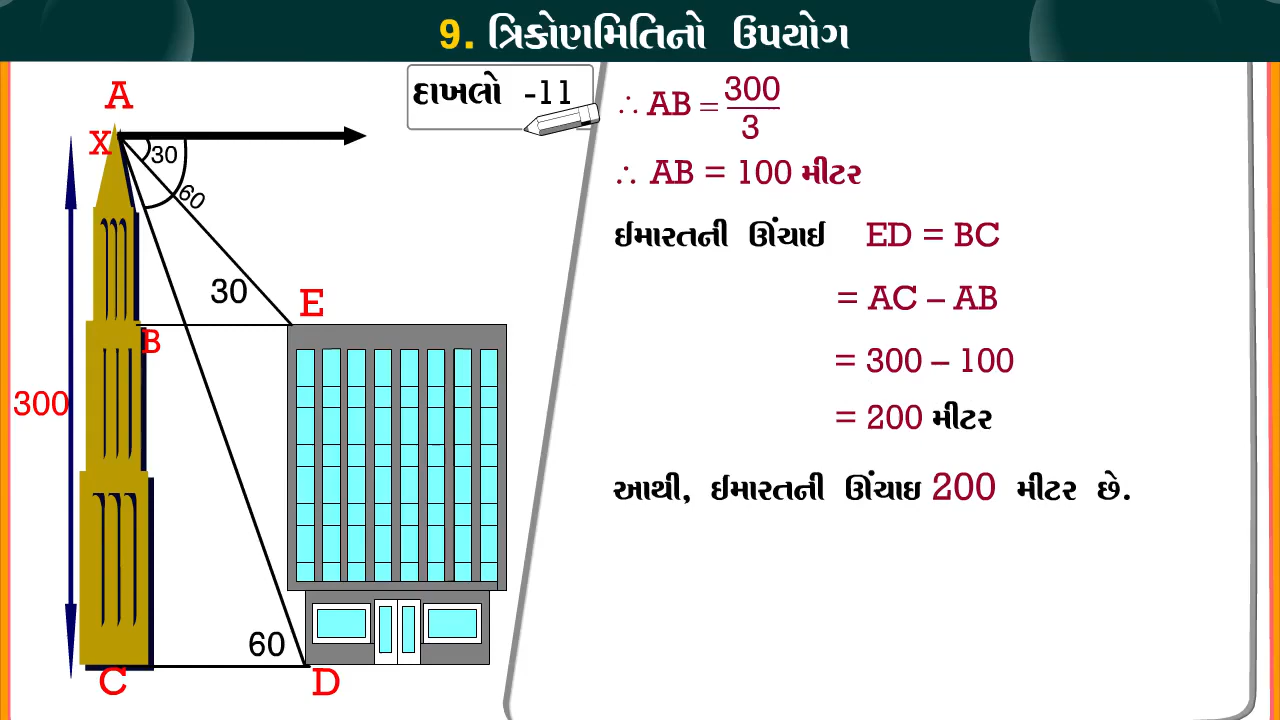 9. ત્રિકોણમિતિનો ઉપયોગ
દાખલો -11
A
X
30
60
30
E
B
300
60
C
D
∴ AB = 300/3
∴ AB = 100 મીટર
ઈમારતની ઊંચાઈ ED = BC
= AC – AB
= 300 – 100
= 200 મીટર
આથી, ઈમારતની ઊંચાઇ 200 મીટર છે.